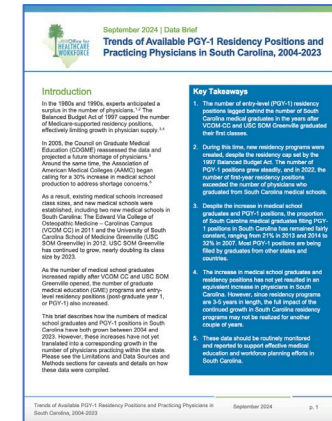 Office for
HEALTHCARE
WORKFORCE
September 2024 | Data Brief
Trends of Available PGY-1 Residency Positions and
Practicing Physicians in South Carolina, 2004-2023
Introduction
In the 1980s and 1990s, experts anticipated a
surplus in the number of physicians.¹,² The
Balanced Budget Act of 1997 capped the number
of Medicare-supported residency positions,
effectively limiting growth in physician supply.³,⁴
In 2005, the Council on Graduate Medical
Education (COGME) reassessed the data and
projected a future shortage of physicians.⁵
Around the same time, the Association of
American Medical Colleges (AAMC) began
calling for a 30% increase in medical school
production to address shortage concerns.⁶
As a result, existing medical schools increased
class sizes, and new medical schools were
established, including two medical schools in
South Carolina: The Edward Via College of
Osteopathic Medicine – Carolinas Campus
(VCOM CC) in 2011 and the University of South
Carolina School of Medicine Greenville (USC
SOM Greenville) in 2012. USC SOM Greenville
has continued to grow, nearly doubling its class
size by 2023.
As the number of medical school graduates
increased rapidly after VCOM CC and USC SOM
Greenville opened, the number of graduate
medical education (GME) programs and entry-
level residency positions (post-graduate year 1,
or PGY-1) also increased.
This brief describes how the numbers of medical
school graduates and PGY-1 positions in South
Carolina have both grown between 2004 and
2023. However, these increases have not yet
translated into a corresponding growth in the
number of physicians practicing within the state.
Please see the Limitations and Data Sources and
Methods sections for caveats and details on how
these data were compiled.
Key Takeaways
1. The number of entry-level (PGY-1) residency
positions lagged behind the number of South
Carolina medical graduates in the years after
VCOM-CC and USC SOM Greenville graduated
their first classes.
2. During this time, new residency programs were
created, despite the residency cap set by the
1997 Balanced Budget Act. The number of
PGY-1 positions grew steadily, and in 2022, the
number of first-year residency positions
exceeded the number of physicians who
graduated from South Carolina medical schools.
3. Despite the increase in medical school
graduates and PGY-1 positions, the proportion
of South Carolina medical graduates filling PGY-
1 positions in South Carolina has remained fairly
constant, ranging from 21% in 2013 and 2014 to
32% in 2007. Most PGY-1 positions are being
filled by graduates from other states and
countries.
4. The increase in medical school graduates and
residency positions has not yet resulted in an
equivalent increase in physicians in South
Carolina. However, since residency programs
are 3-5 years in length, the full impact of the
continued growth in South Carolina residency
programs may not be realized for another
couple of years.
5. These data should be routinely monitored
and reported to support effective medical
education and workforce planning efforts in
South Carolina.
Trends of Available PGY-1 Residency Positions and Practicing Physicians in
South Carolina, 2004-2023
September 2024
p. 1